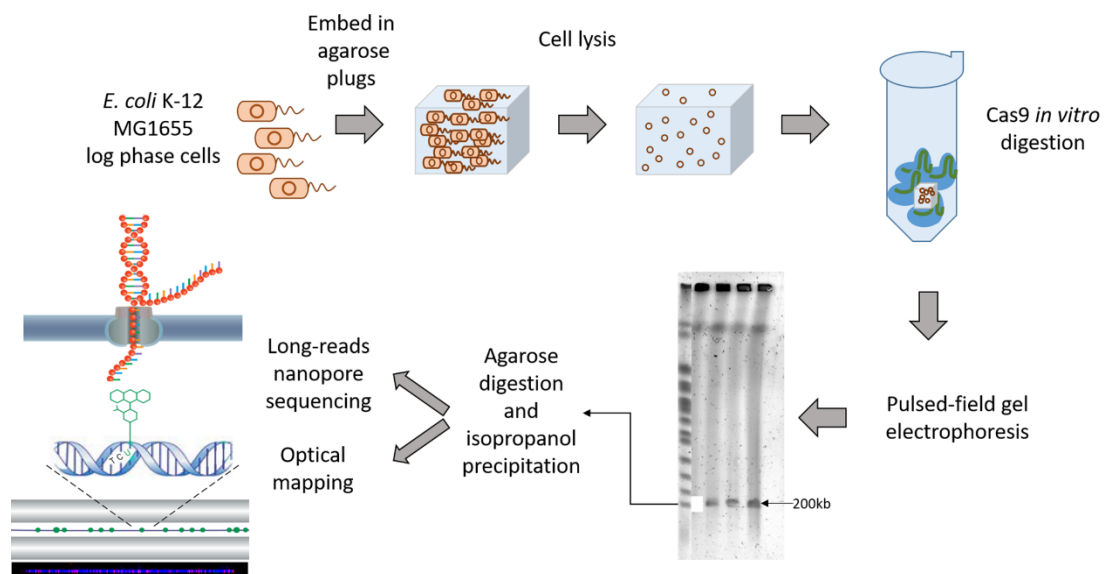 Embed in
agarose
plugs
Cell lysis
E. coli K-12
MG1655
log phase cells
Cas9 in vitro
digestion
Long-reads
nanopore
sequencing
Agarose
digestion
and
isopropanol
precipitation
Pulsed-field gel
electrophoresis
Optical
mapping
200kb
T C U